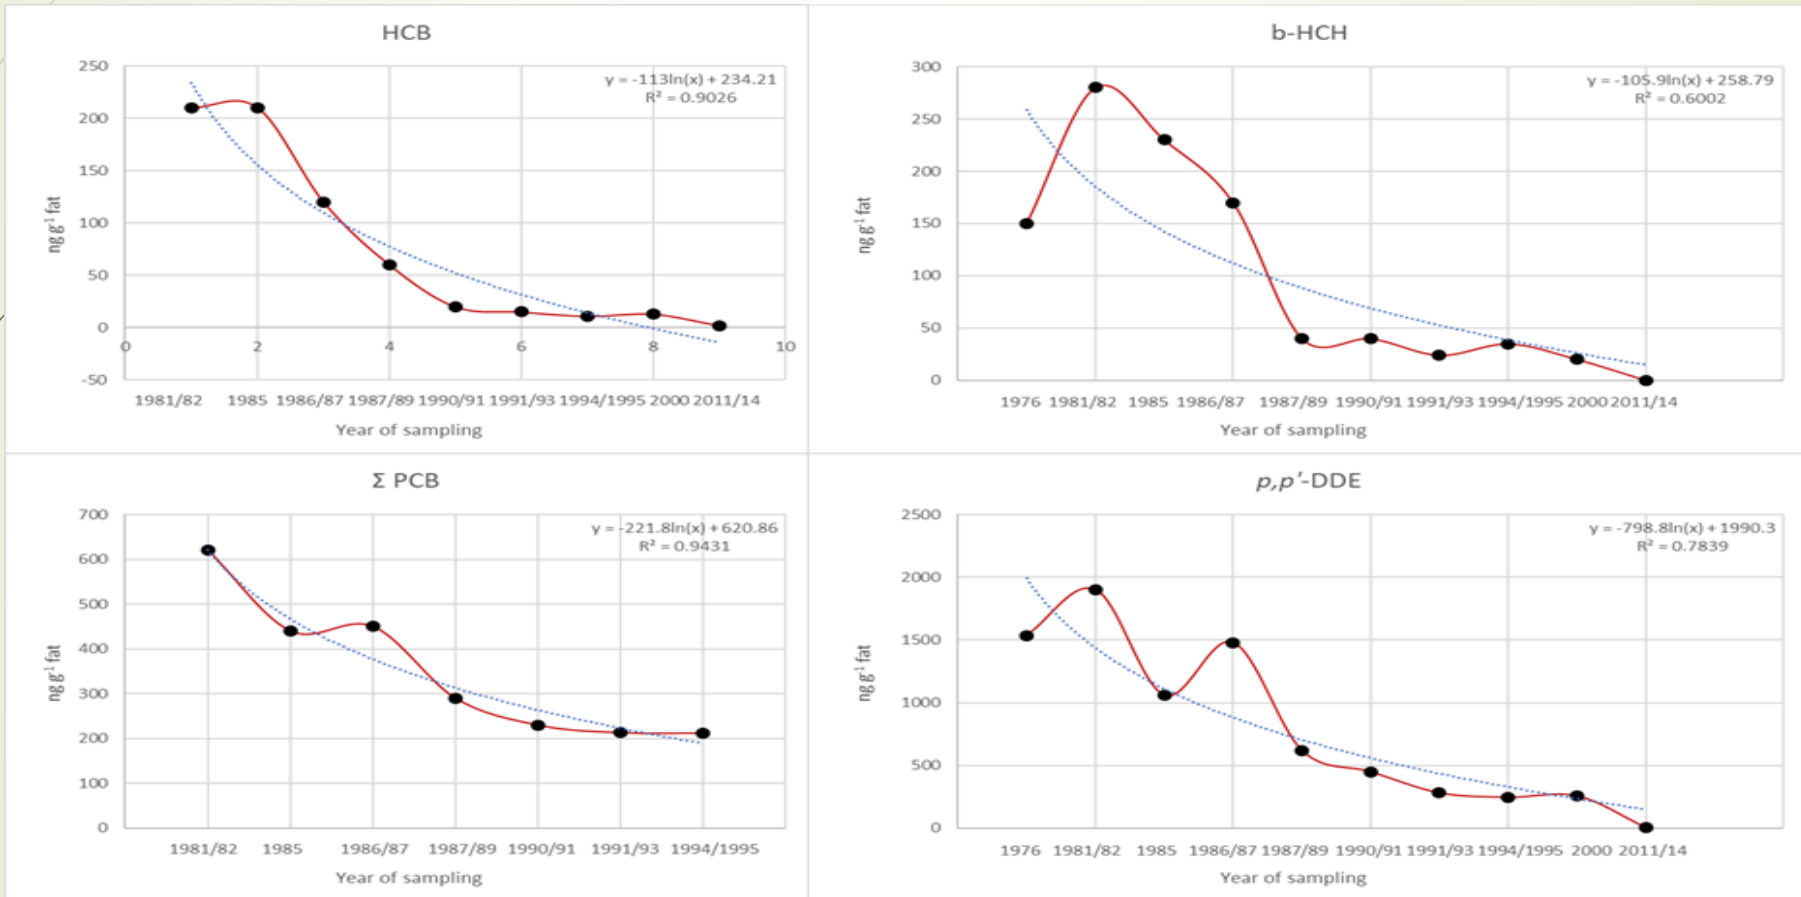 HCB
y = -113ln(x) + 234.21
R² = 0.9026
250
200
150
100
50
0
-50
ng g¹ fat
0 2 4 6 8 10
1981/82 1985 1986/87 1987/89 1990/91 1991/93 1994/1995 2000 2011/14
Year of sampling
b-HCH
y = -105.9ln(x) + 258.79
R² = 0.6002
300
250
200
150
100
50
0
ng g¹ fat
1976 1981/82 1985 1986/87 1987/89 1990/91 1991/93 1994/1995 2000 2011/14
Year of sampling
Σ PCB
y = -221.8ln(x) + 620.86
R² = 0.9431
700
600
500
400
300
200
100
0
ng g¹ fat
1981/82 1985 1986/87 1987/89 1990/91 1991/93 1994/1995
Year of sampling
p,p'-DDE
y = -798.8ln(x) + 1990.3
R² = 0.7839
2500
2000
1500
1000
500
0
ng g¹ fat
1976 1981/82 1985 1986/87 1987/89 1990/91 1991/93 1994/1995 2000 2011/14
Year of sampling